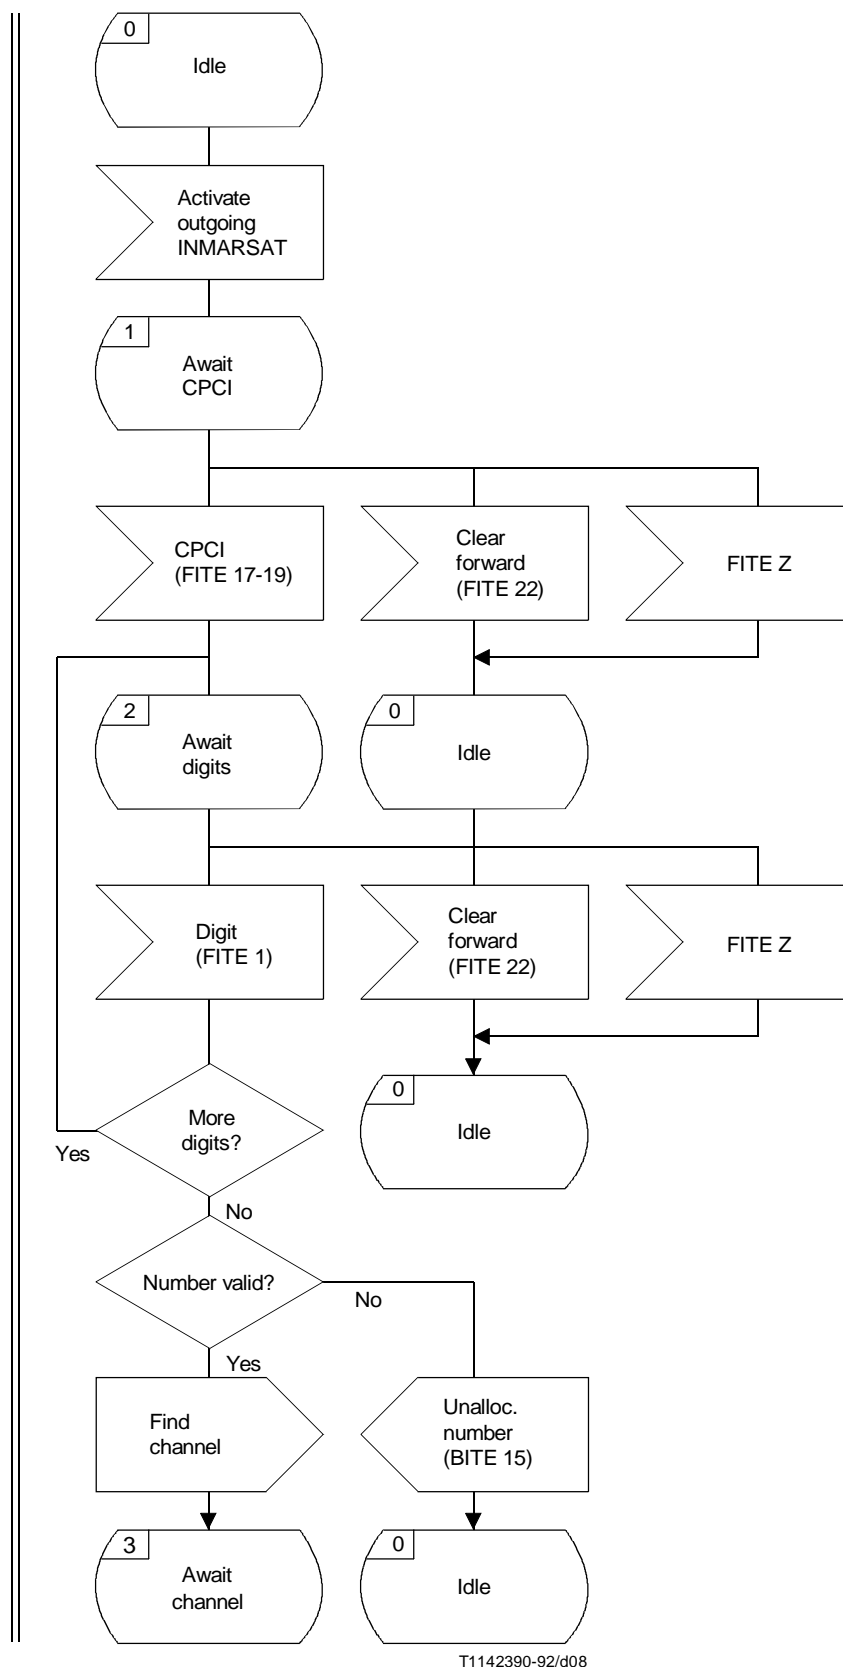 0
Idle
Activate
outgoing
INMARSAT
1
Await
CPCI
CPCI
(FITE 17-19)
Clear
forward
(FITE 22)
FITE Z
2
Await
digits
0
Idle
Digit
(FITE 1)
Clear
forward
(FITE 22)
FITE Z
More
digits?
Yes
0
Idle
No
Number valid?
No
Yes
Find
channel
Unalloc.
number
(BITE 15)
3
Await
channel
0
Idle
T1142390-92/d08